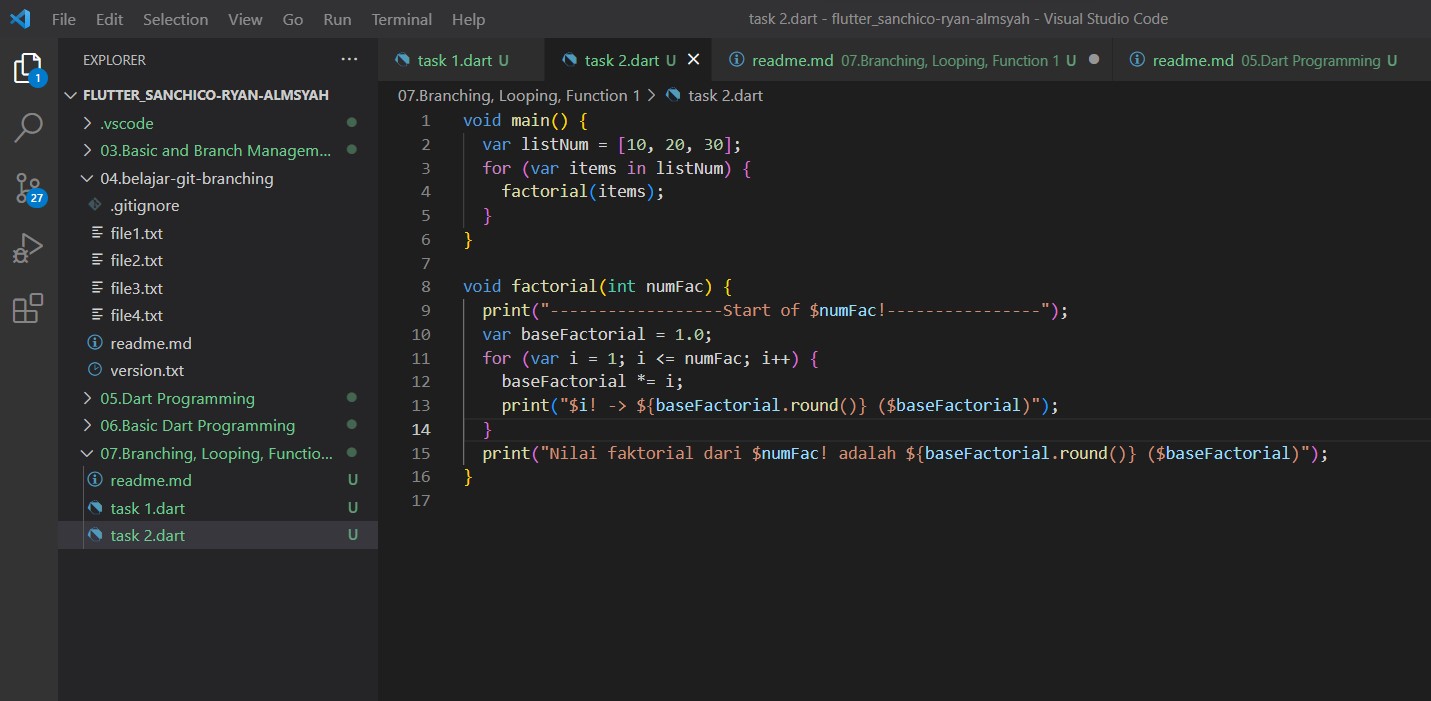 File Edit Selection View Go Run Terminal Help task 2.dart - flutter_sanchico-ryan-almsyah - Visual Studio Code
EXPLORER ...
1
27
FLUTTER_SANCHICO-RYAN-ALMSYAH
.vscode
03.Basic and Branch Managem...
04.belajar-git-branching
.gitignore
file1.txt
file2.txt
file3.txt
file4.txt
readme.md
version.txt
05.Dart Programming
06.Basic Dart Programming
07.Branching, Looping, Functio...
readme.md U
task 1.dart U
task 2.dart U
task 1.dart U task 2.dart U readme.md 07.Branching, Looping, Function 1 U readme.md 05.Dart Programming U
07.Branching, Looping, Function 1 > task 2.dart
1 void main() {
2   var listNum = [10, 20, 30];
3   for (var items in listNum) {
4     factorial(items);
5   }
6 }
7
8 void factorial(int numFac) {
9   print("------------------Start of $numFac!----------------");
10   var baseFactorial = 1.0;
11   for (var i = 1; i <= numFac; i++) {
12     baseFactorial *= i;
13     print("$i! -> ${baseFactorial.round()} ($baseFactorial)");
14   }
15   print("Nilai faktorial dari $numFac! adalah ${baseFactorial.round()} ($baseFactorial)");
16 }
17